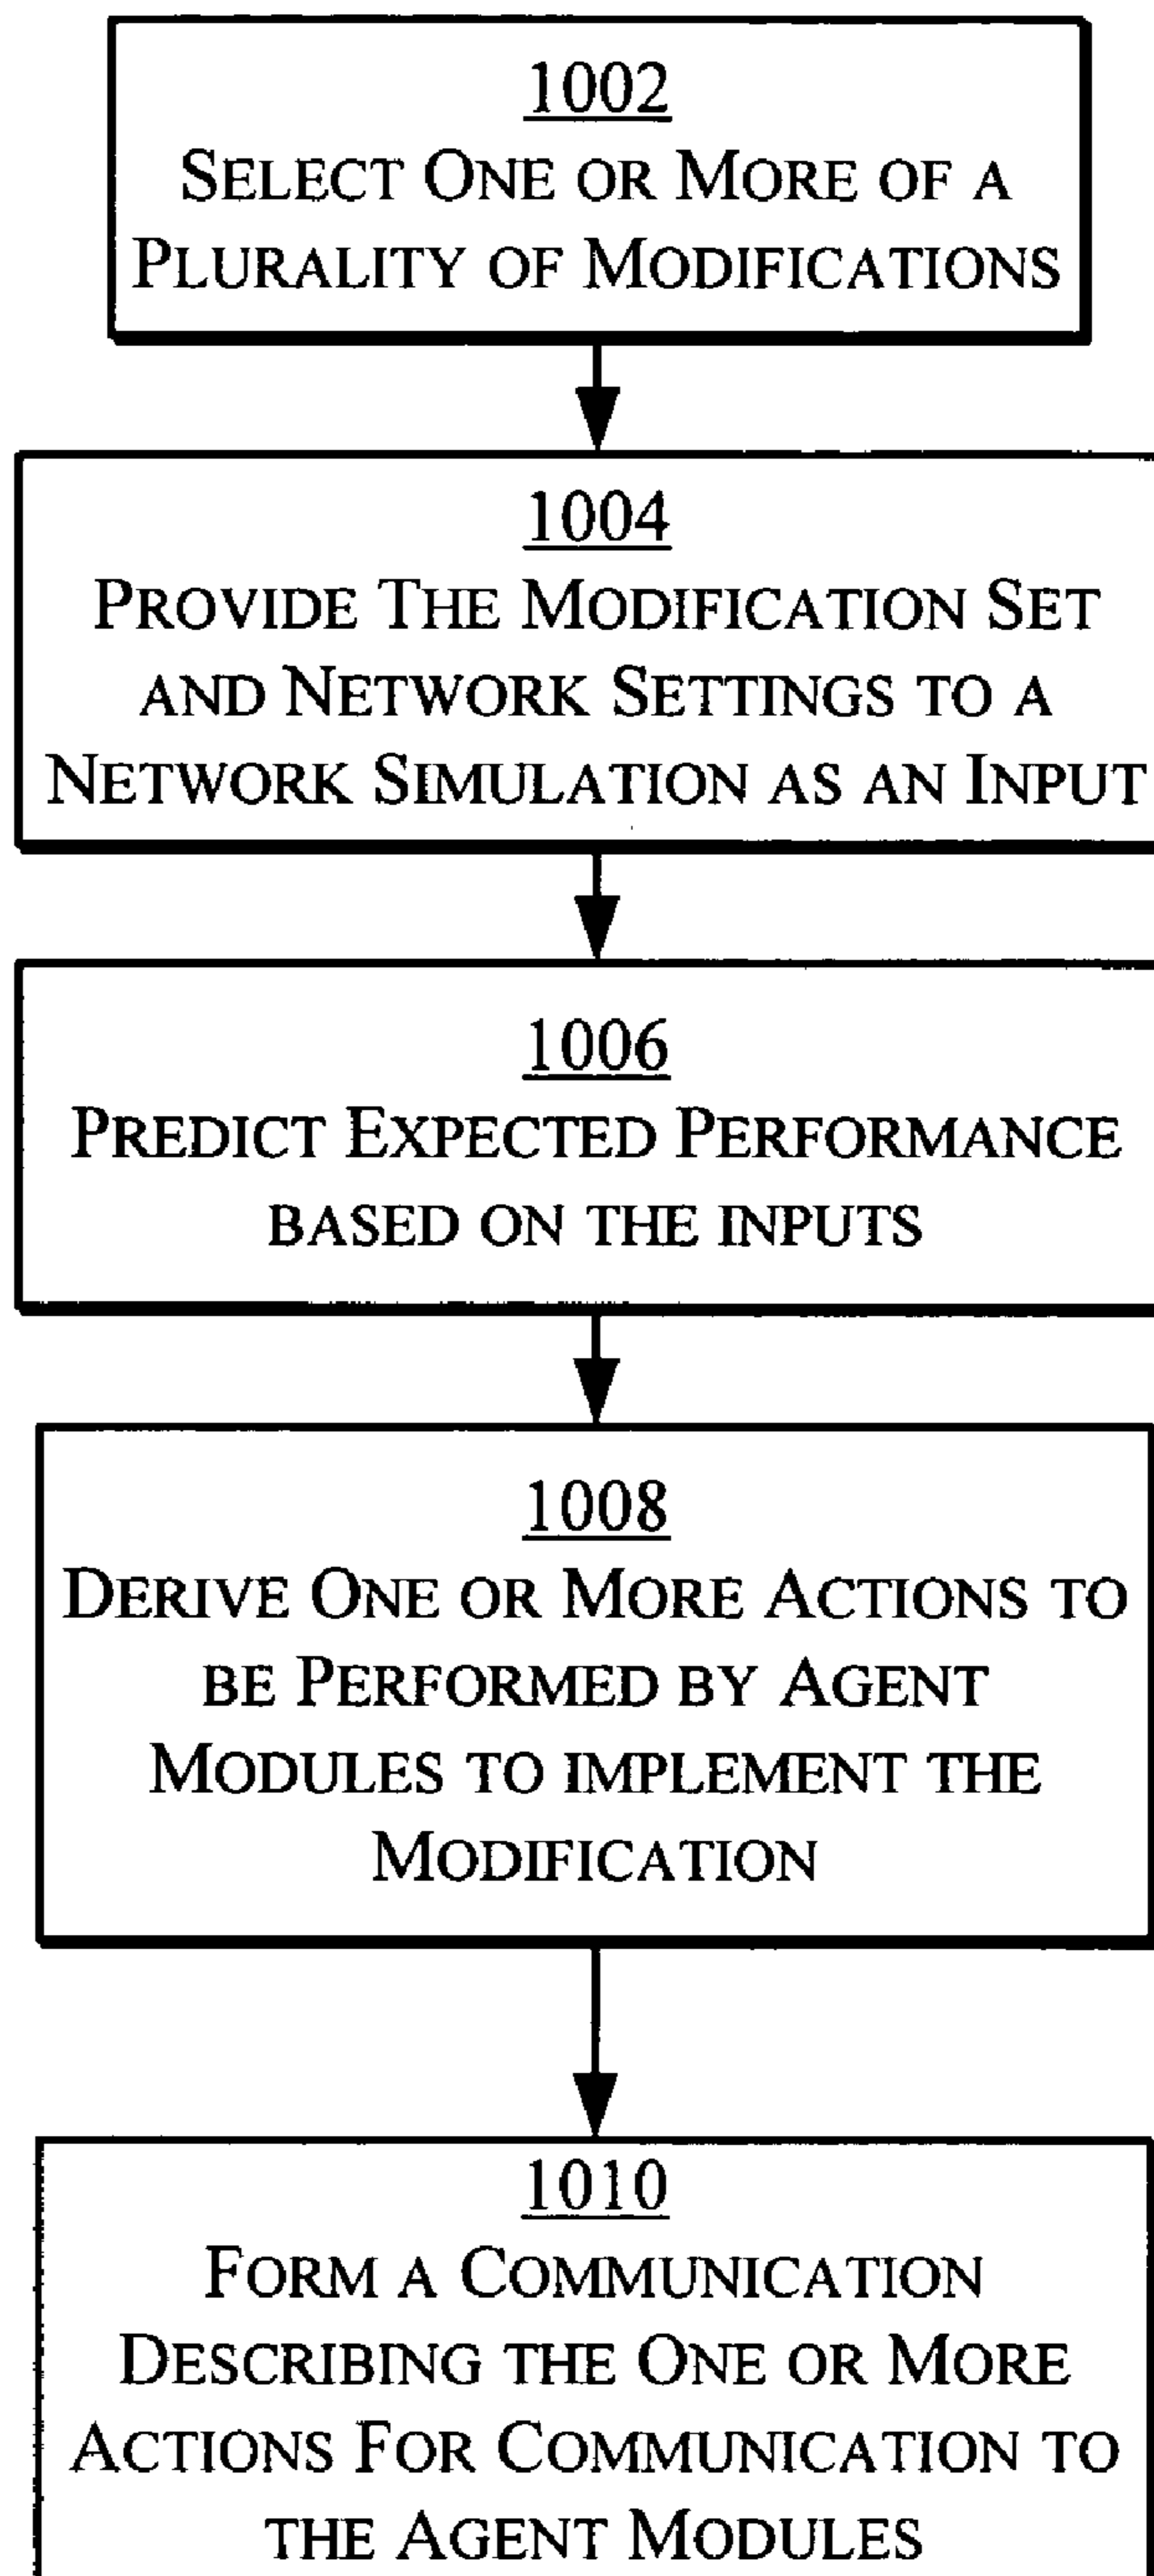 1002
SELECT ONE OR MORE OF A
PLURALITY OF MODIFICATIONS
1004
PROVIDE THE MODIFICATION SET
AND NETWORK SETTINGS TO A
NETWORK SIMULATION AS AN INPUT
1006
PREDICT EXPECTED PERFORMANCE
BASED ON THE INPUTS
1008
DERIVE ONE OR MORE ACTIONS TO
BE PERFORMED BY AGENT
MODULES TO IMPLEMENT THE
MODIFICATION
1010
FORM A COMMUNICATION
DESCRIBING THE ONE OR MORE
ACTIONS FOR COMMUNICATION TO
THE AGENT MODULES